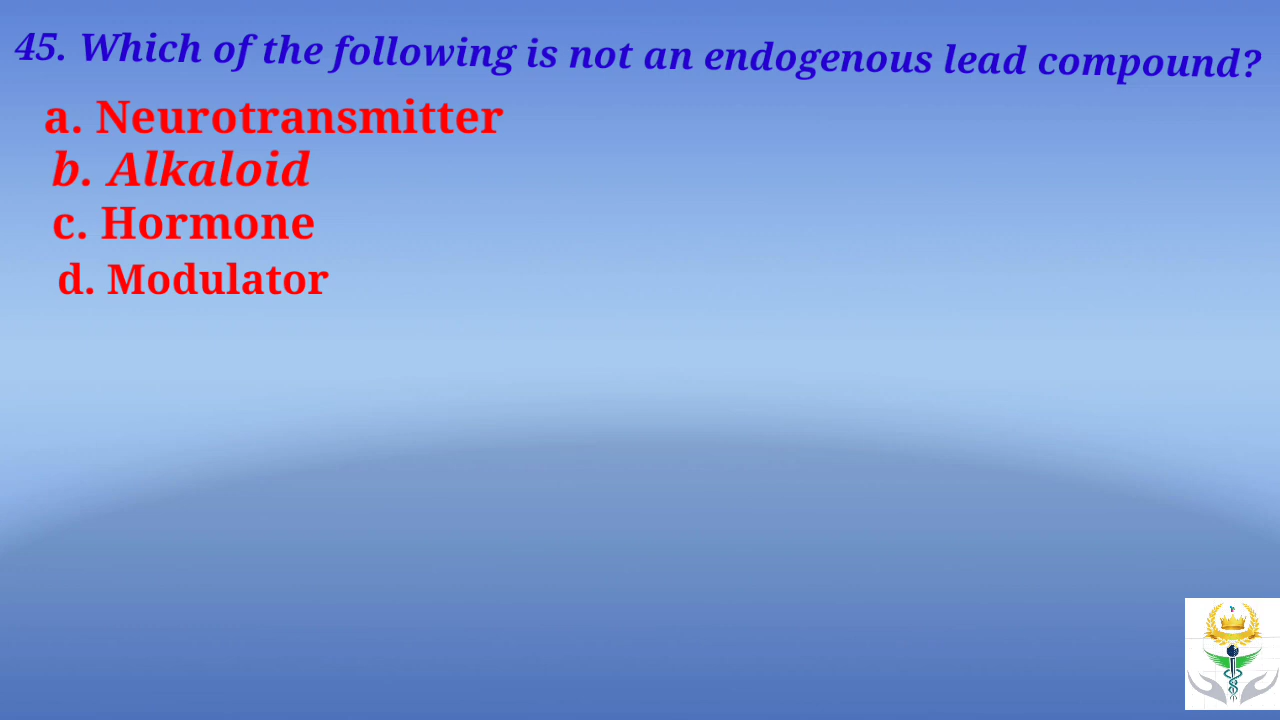 45. Which of the following is not an endogenous lead compound?
a. Neurotransmitter
b. Alkaloid
c. Hormone
d. Modulator